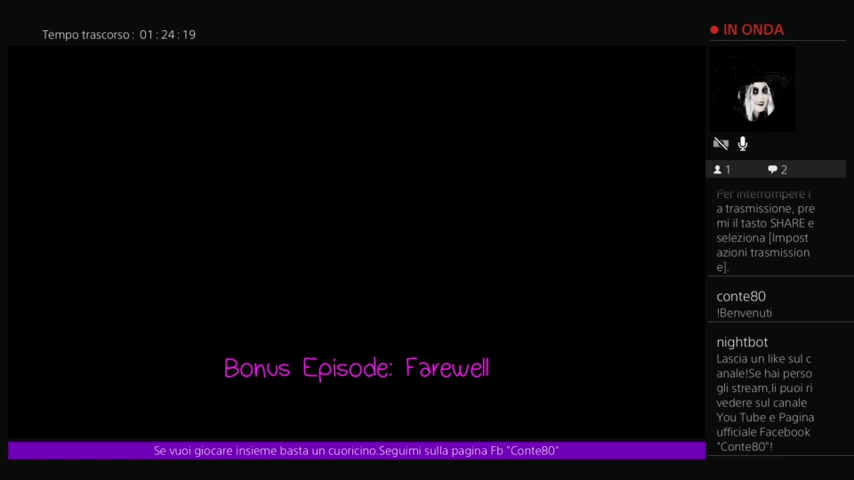 Tempo trascorso: 01:24:19
IN ONDA
1 2
Per interrompere l
a trasmissione, pre
mi il tasto SHARE e
seleziona [Impost
azioni trasmission
e].
conte80
!Benvenuti
nightbot
Lascia un like sul c
anale!Se hai perso
gli stream,li puoi ri
vedere sul canale
You Tube e Pagina
ufficiale Facebook
"Conte80"!
Bonus Episode: Farewell
Se vuoi giocare insieme basta un cuoricino.Seguimi sulla pagina Fb "Conte80"